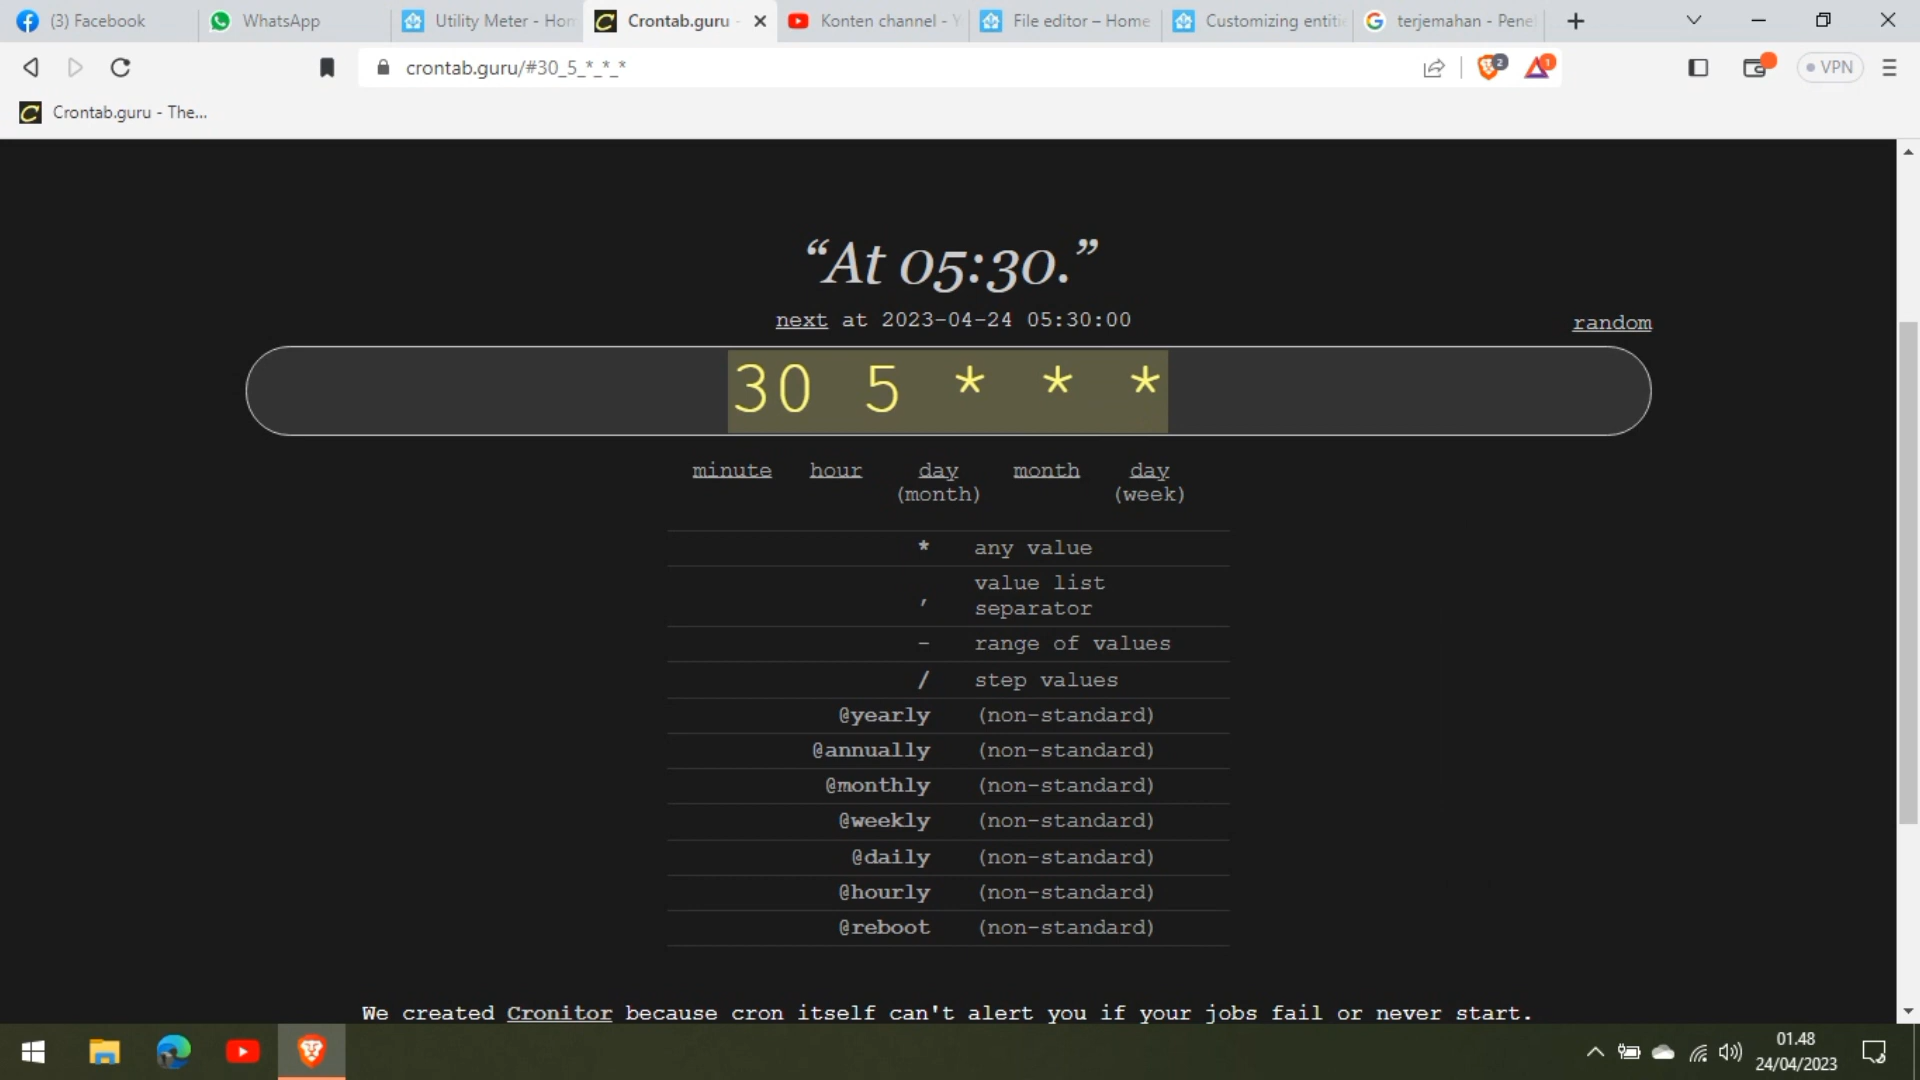 (3) Facebook
WhatsApp
Utility Meter - Hom
Crontab.guru -
Konten channel - Y
File editor – Home
Customizing entitie
terjemahan - Pene
crontab.guru/#30_5_*_*_*
2
1
VPN
Crontab.guru - The...
“At 05:30.”
next at 2023-04-24 05:30:00
random
30 5 * * *
minute hour day (month) month day (week)
* any value
, value list separator
- range of values
/ step values
@yearly (non-standard)
@annually (non-standard)
@monthly (non-standard)
@weekly (non-standard)
@daily (non-standard)
@hourly (non-standard)
@reboot (non-standard)
We created Cronitor because cron itself can't alert you if your jobs fail or never start.
01.48
24/04/2023